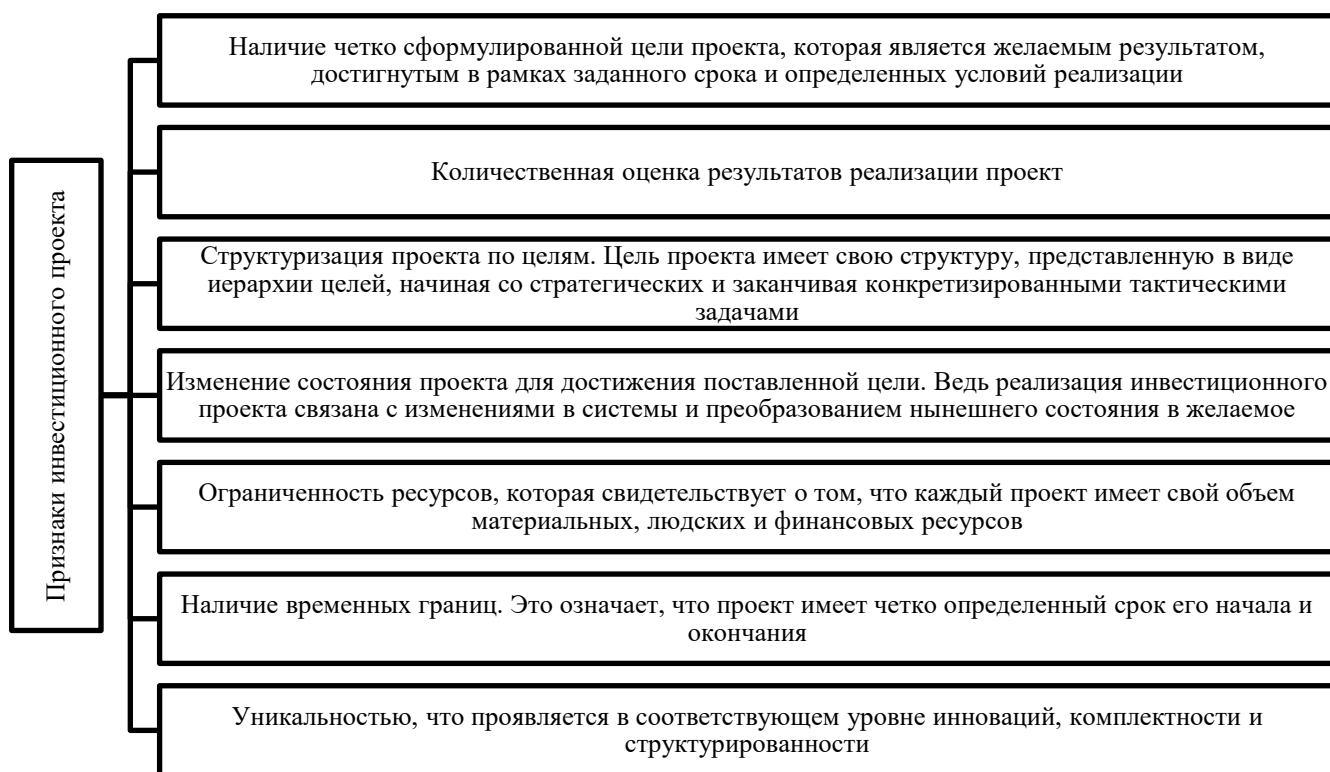 Признаки инвестиционного проекта
Наличие четко сформулированной цели проекта, которая является желаемым результатом,
достигнутым в рамках заданного срока и определенных условий реализации
Количественная оценка результатов реализации проект
Структуризация проекта по целям. Цель проекта имеет свою структуру, представленную в виде
иерархии целей, начиная со стратегических и заканчивая конкретизированными тактическими
задачами
Изменение состояния проекта для достижения поставленной цели. Ведь реализация инвестиционного
проекта связана с изменениями в системы и преобразованием нынешнего состояния в желаемое
Ограниченность ресурсов, которая свидетельствует о том, что каждый проект имеет свой объем
материальных, людских и финансовых ресурсов
Наличие временных границ. Это означает, что проект имеет четко определенный срок его начала и
окончания
Уникальностью, что проявляется в соответствующем уровне инноваций, комплектности и
структурированности